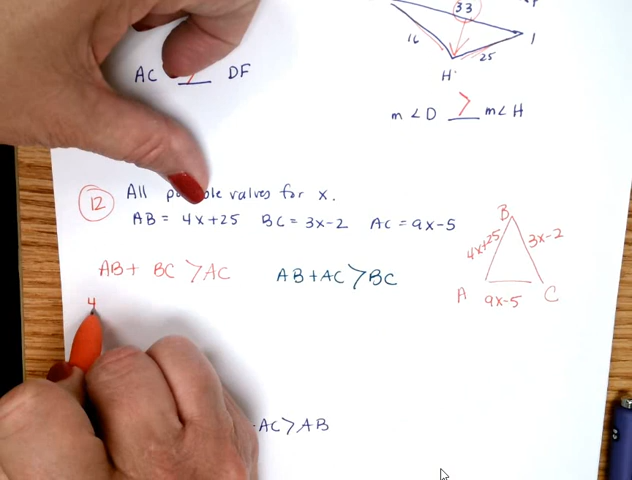 33
16
25
I
H
AC DF
m∠D > m∠H
12 All possible values for x.
AB = 4x+25 BC = 3x-2 AC = 9x-5
B
4x+25 3x-2
A 9x-5 C
AB + BC > AC AB+AC > BC
4
AC > AB